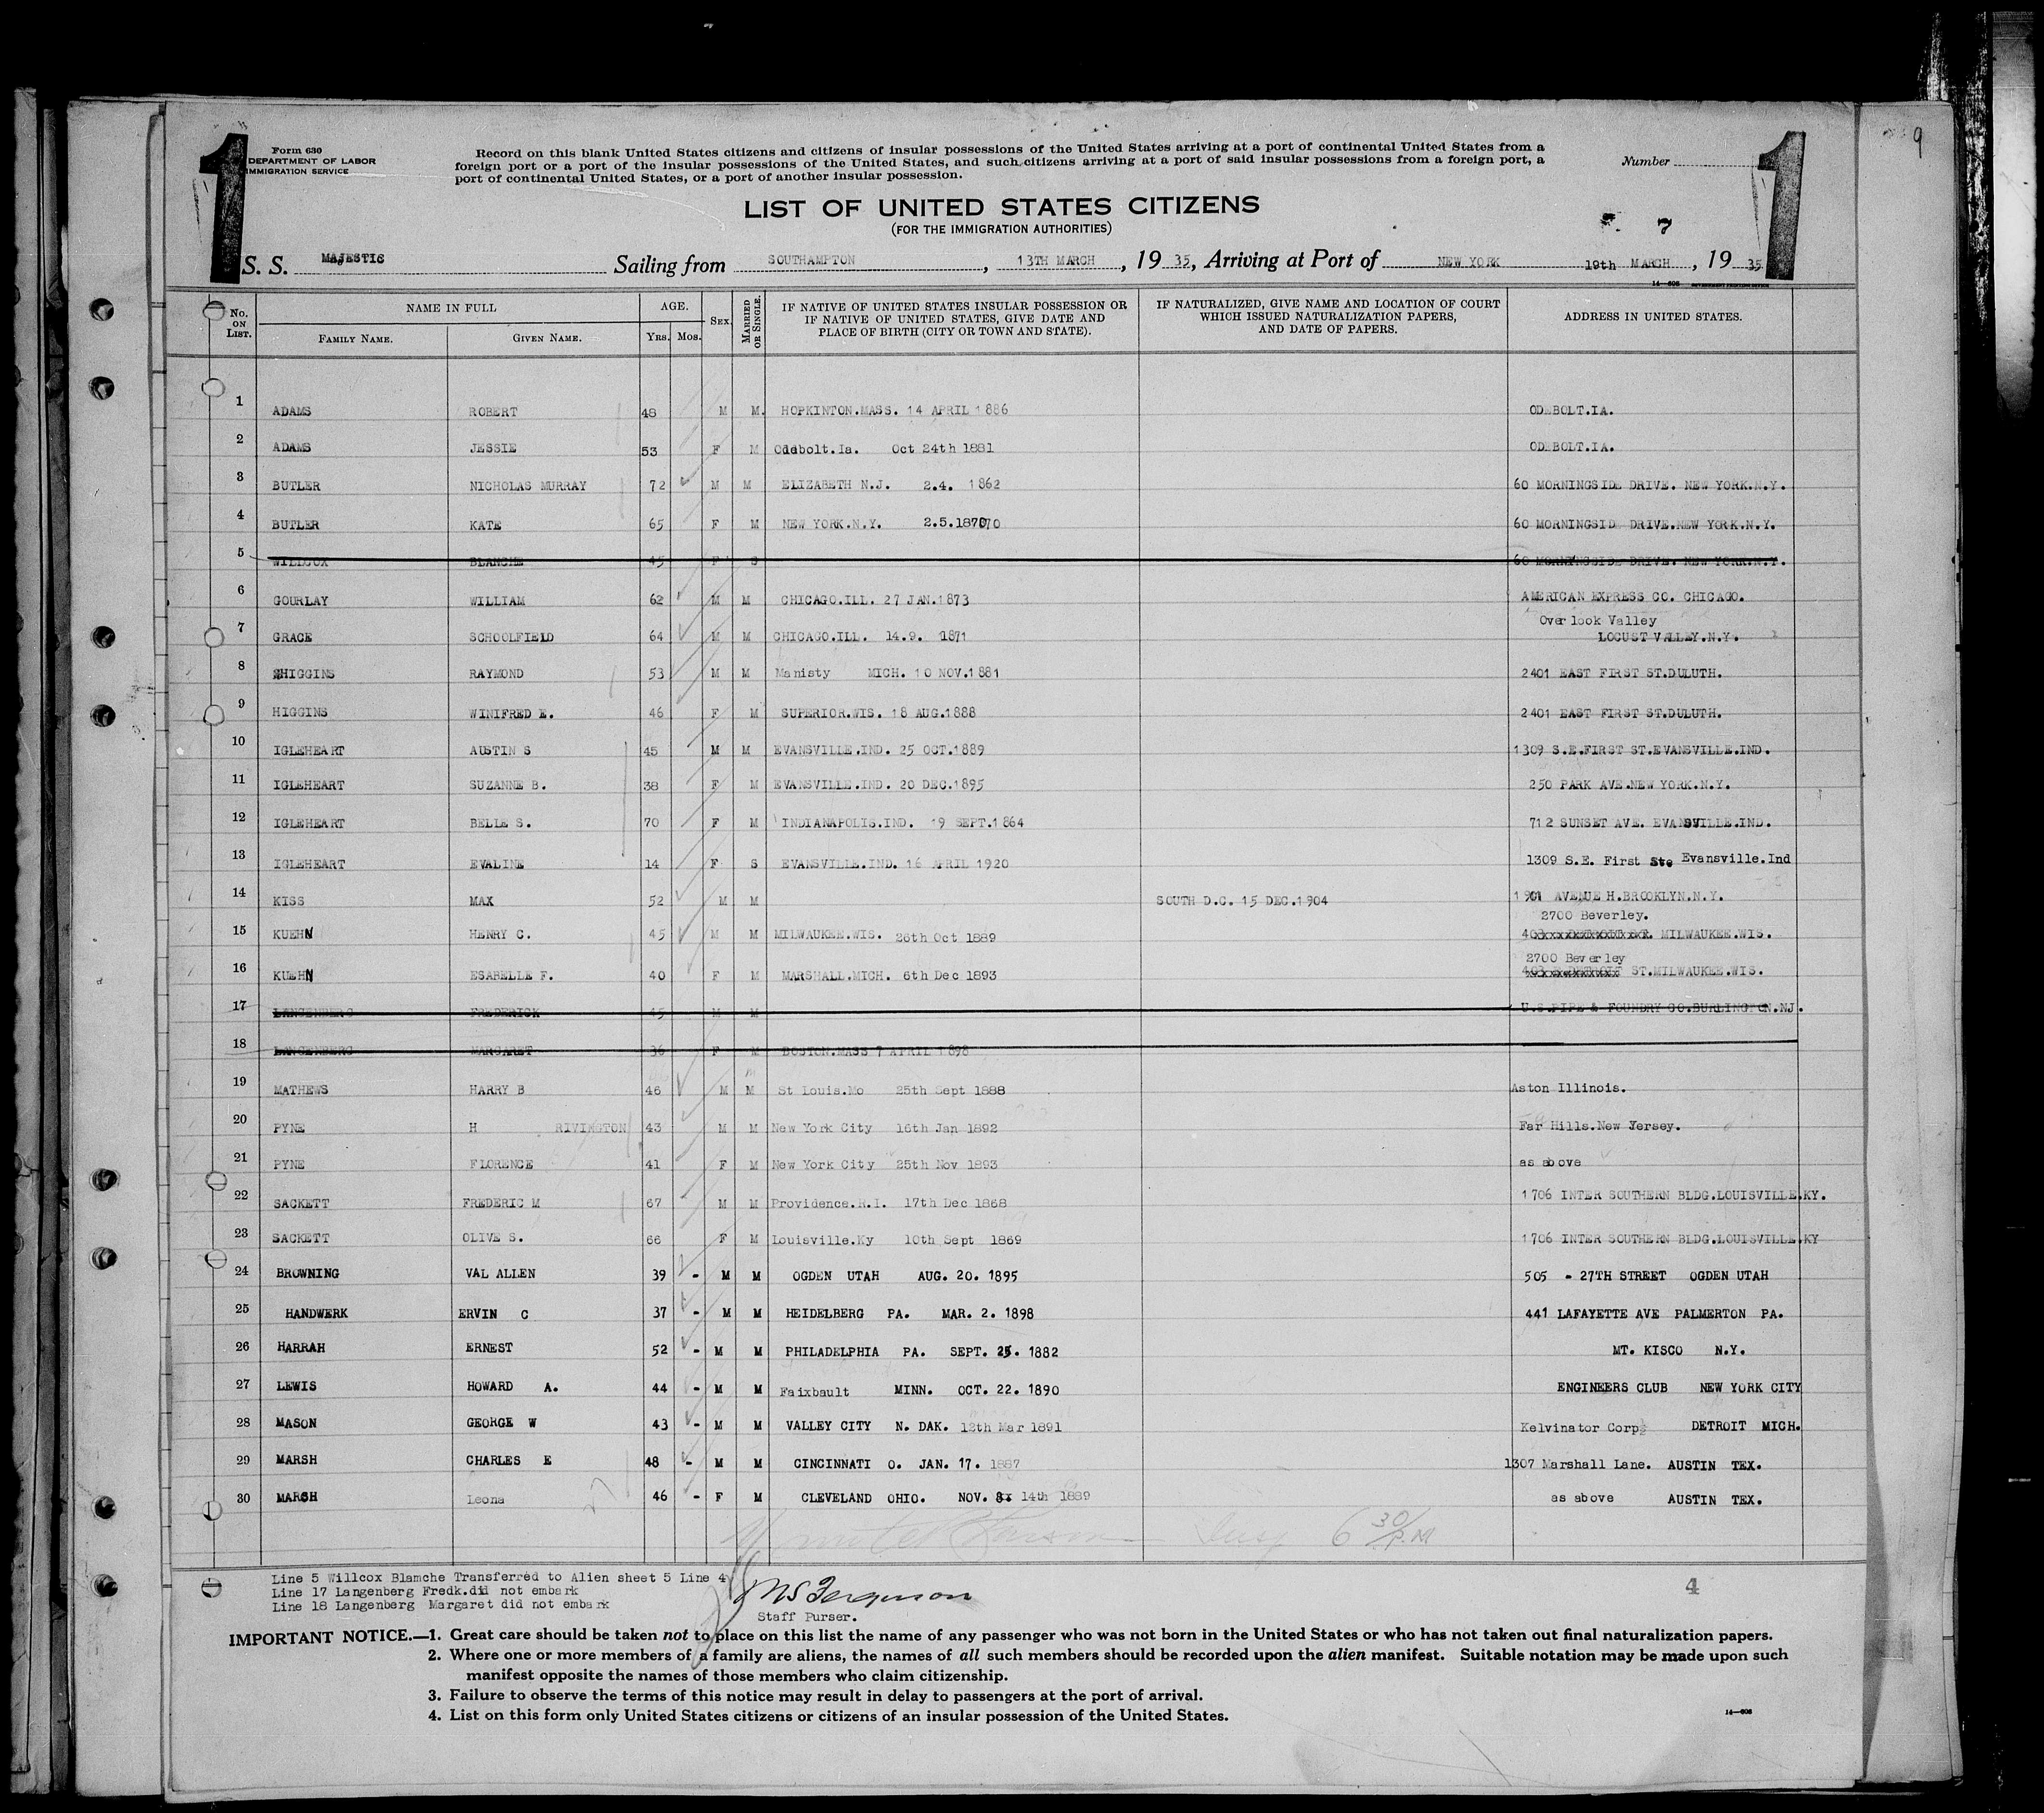 9
1
1
Form 630
DEPARTMENT OF LABOR
IMMIGRATION SERVICE
Record on this blank United States citizens and citizens of insular possessions of the United States arriving at a port of continental United States from a
foreign port or a port of the insular possessions of the United States, and such citizens arriving at a port of said insular possessions from a foreign port, a
port of continental United States, or a port of another insular possession.
Number
LIST OF UNITED STATES CITIZENS
(FOR THE IMMIGRATION AUTHORITIES)
7
S. S. MAJESTIC Sailing from SOUTHAMPTON, 13TH MARCH, 1935, Arriving at Port of NEW YORK 19th MARCH, 1935
14—606
No. ON LIST. NAME IN FULL FAMILY NAME. GIVEN NAME. AGE. YRS. MOS. SEX. MARRIED OR SINGLE. IF NATIVE OF UNITED STATES INSULAR POSSESSION OR IF NATIVE OF UNITED STATES, GIVE DATE AND PLACE OF BIRTH (CITY OR TOWN AND STATE). IF NATURALIZED, GIVE NAME AND LOCATION OF COURT WHICH ISSUED NATURALIZATION PAPERS, AND DATE OF PAPERS. ADDRESS IN UNITED STATES.
1 ADAMS ROBERT 48 M M. HOPKINTON.MASS. 14 APRIL 1886 ODEBOLT.IA.
2 ADAMS JESSIE 53 F M Odebolt.Ia. Oct 24th 1881 ODEBOLT.IA.
3 BUTLER NICHOLAS MURRAY 72 M M ELIZABETH N.J. 2.4. 1862 60 MORNINGSIDE DRIVE. NEW YORK.N.Y.
4 BUTLER KATE 65 F M NEW YORK.N.Y. 2.5.1870 60 MORNINGSID DRIVE.NEW YORK.N.Y.
5 WILLCOX BLANCHE 45 F S 60 MORNINGSIDE DRIVE. NEW YORK.N.Y.
6 GOURLAY WILLIAM 62 M M CHICAGO.ILL. 27 JAN.1873 AMERICAN EXPRESS CO. CHICAGO.
Over look Valley
7 GRACE SCHOOLFIELD 64 M M CHICAGO.ILL. 14.9. 1871 LOCUST VALLEY.N.Y.
8 HIGGINS RAYMOND 53 M M Manisty MICH. 10 NOV.1881 2401 EAST FIRST ST.DULUTH.
9 HIGGINS WINIFRED E. 46 F M SUPERIOR.WIS. 18 AUG.1888 2401 EAST FIRST ST.DULUTH.
10 IGLEHEART AUSTIN S 45 M M EVANSVILLE.IND. 25 OCT.1889 1309 S.E.FIRST ST.EVANSVILLE.IND.
11 IGLEHEART SUZANNE B. 38 F M EVANSVILLE.IND. 20 DEC.1895 250 PARK AVE.NEW YORK.N.Y.
12 IGLEHEART BELLE S. 70 F M INDIANAPOLIS.IND. 19 SEPT.1864 712 SUNSET AVE. EVANSVILLE.IND.
13 IGLEHEART EVALINE 14 F S EVANSVILLE.IND. 16 APRIL 1920 1309 S.E. First Ste Evansville.Ind
14 KISS MAX 52 M M SOUTH D.C. 15 DEC.1904 1901 AVENUE H.BROOKLYN.N.Y.
2700 Beverley.
15 KUEHN HENRY C. 45 M M MILWAUKEE.WIS. 26th Oct 1889 MILWAUKEE.WIS.
2700 Beverley
16 KUEHN ESABELLE F. 40 F M MARSHALL.MICH. 6th Dec 1893 ST.MILWAUKEE.WIS.
17 LANGENBERG FREDERICK 45 M M U.S.PIPE & FOUNDRY CO.BURLINGTON.NJ.
18 LANGENBERG MARGARET 36 F M BOSTON.MASS 7 APRIL 1898
19 MATHEWS HARRY B 46 M M St Louis.Mo 25th Sept 1888 Aston Illinois.
20 PYNE H RIVINGTON 43 M M New York City 16th Jan 1892 Far Hills.New Yersey.
21 PYNE FLORENCE 41 F M New York City 25th Nov 1893 as above
22 SACKETT FREDERIC M 67 M M Providence.R.I. 17th Dec 1868 1706 INTER SOUTHERN BLDG.LOUISVILLE.KY.
23 SACKETT OLIVE S. 66 F M Louisville.Ky 10th Sept 1869 1706 INTER SOUTHERN BLDG.LOUISVILLE.KY
24 BROWNING VAL ALLEN 39 - M M OGDEN UTAH AUG. 20. 1895 505 - 27TH STREET OGDEN UTAH
25 HANDWERK ERVIN C 37 - M M HEIDELBERG PA. MAR. 2. 1898 441 LAFAYETTE AVE PALMERTON PA.
26 HARRAH ERNEST 52 - M M PHILADELPHIA PA. SEPT. 25. 1882 MT. KISCO N.Y.
27 LEWIS HOWARD A. 44 - M M Faixbault MINN. OCT. 22. 1890 ENGINEERS CLUB NEW YORK CITY
28 MASON GEORGE W 43 - M M VALLEY CITY N. DAK. 12th Mar 1891 Kelvinator Corp DETROIT MICH.
29 MARSH CHARLES E 48 - M M CINCINNATI O. JAN. 17. 1887 1307 Marshall Lane. AUSTIN TEX.
30 MARSH Leona 46 - F M CLEVELAND OHIO. NOV. 14th 1889 as above AUSTIN TEX.
27
6 30/P.M
Line 5 Willcox Blamche Transferred to Alien sheet 5 Line 4
Line 17 Langenberg Fredk.did not embark
Line 18 Langenberg Margaret did not embark
Ferguson
Staff Purser.
4
IMPORTANT NOTICE.—1. Great care should be taken not to place on this list the name of any passenger who was not born in the United States or who has not taken out final naturalization papers.
2. Where one or more members of a family are aliens, the names of all such members should be recorded upon the alien manifest. Suitable notation may be made upon such
manifest opposite the names of those members who claim citizenship.
3. Failure to observe the terms of this notice may result in delay to passengers at the port of arrival.
4. List on this form only United States citizens or citizens of an insular possession of the United States.
14—606